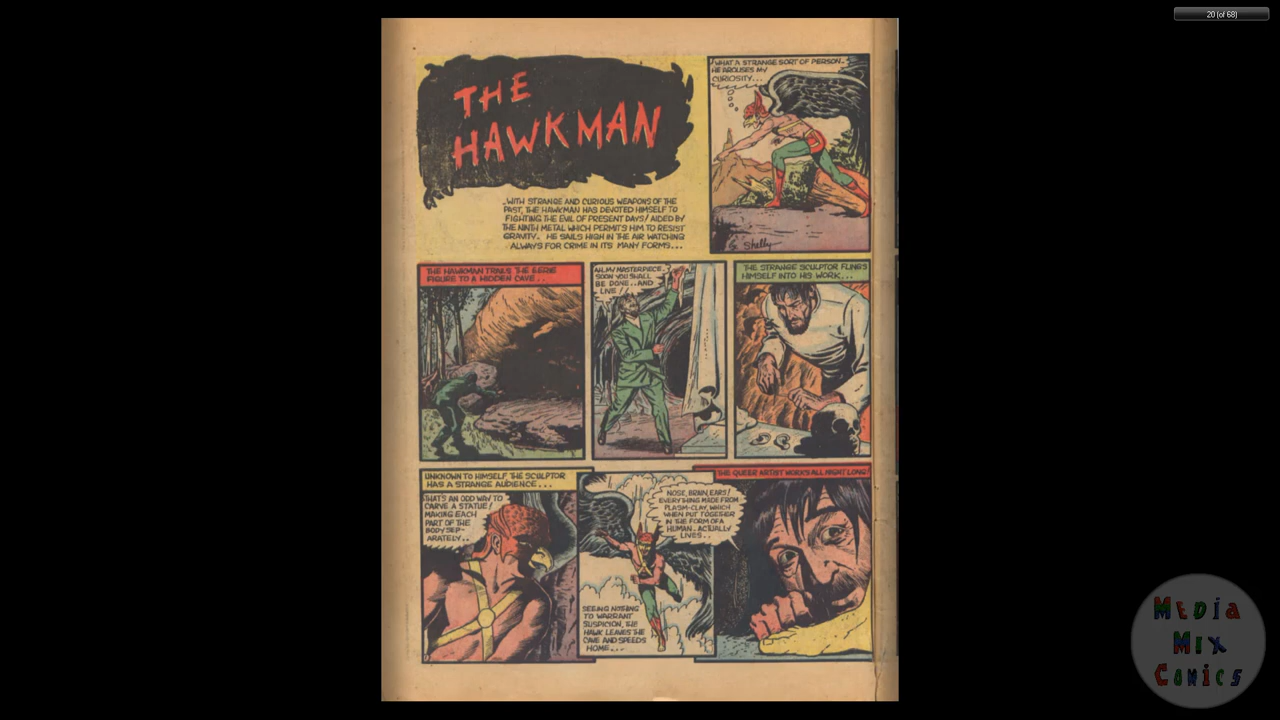 20 (of 68)
THE
HAWKMAN
..WITH STRANGE AND CURIOUS WEAPONS OF THE
PAST, THE HAWKMAN HAS DEVOTED HIMSELF TO
FIGHTING THE EVIL OF PRESENT DAYS! AIDED BY
THE NINTH METAL WHICH PERMITS HIM TO RESIST
GRAVITY.. HE SAILS HIGH IN THE AIR WATCHING
ALWAYS FOR CRIME IN ITS MANY FORMS...
WHAT A STRANGE SORT OF PERSON..
HE AROUSES MY
CURIOSITY...
S. Shelly
THE HAWKMAN TRAILS THE EERIE
FIGURE TO A HIDDEN CAVE...
AH, MY MASTERPIECE.
SOON YOU SHALL
BE DONE..AND
LIVE!!
THE STRANGE SCULPTOR FLINGS
HIMSELF INTO HIS WORK...
UNKNOWN TO HIMSELF THE SCULPTOR
HAS A STRANGE AUDIENCE...
THAT'S AN ODD WAY TO
CARVE A STATUE!
MAKING EACH
PART OF THE
BODY SEP-
ARATELY..
SEEING NOTHING
TO WARRANT
SUSPICION, THE
HAWK LEAVES THE
CAVE AND SPEEDS
HOME...
THE QUEER ARTIST WORKS ALL NIGHT LONG!
NOSE, BRAIN, EARS!
EVERYTHING MADE FROM
PLASM-CLAY, WHICH
WHEN PUT TOGETHER
IN THE FORM OF A
HUMAN.. ACTUALLY
LIVES..
MEDiA
Mix
COMiCS